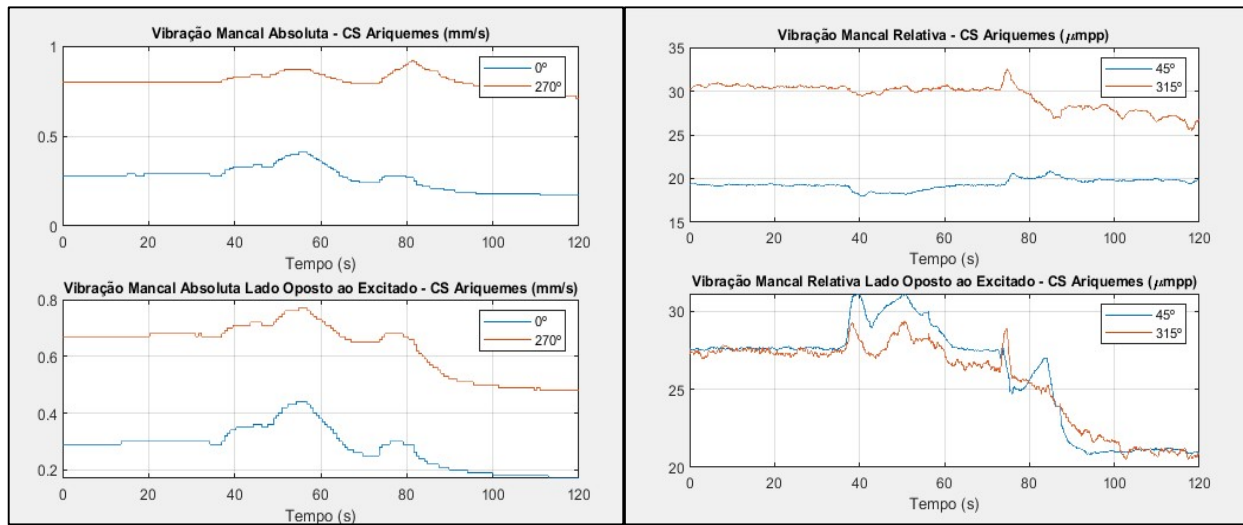 Vibração Mancal Absoluta - CS Ariquemes (mm/s)
1
0.5
0
0º
270º
0 20 40 60 80 100 120
Tempo (s)
Vibração Mancal Absoluta Lado Oposto ao Excitado - CS Ariquemes (mm/s)
0.8
0.6
0.4
0.2
0º
270º
0 20 40 60 80 100 120
Tempo (s)
Vibração Mancal Relativa - CS Ariquemes (μmpp)
35
30
25
20
15
45º
315º
0 20 40 60 80 100 120
Tempo (s)
Vibração Mancal Relativa Lado Oposto ao Excitado - CS Ariquemes (μmpp)
30
25
20
45º
315º
0 20 40 60 80 100 120
Tempo (s)